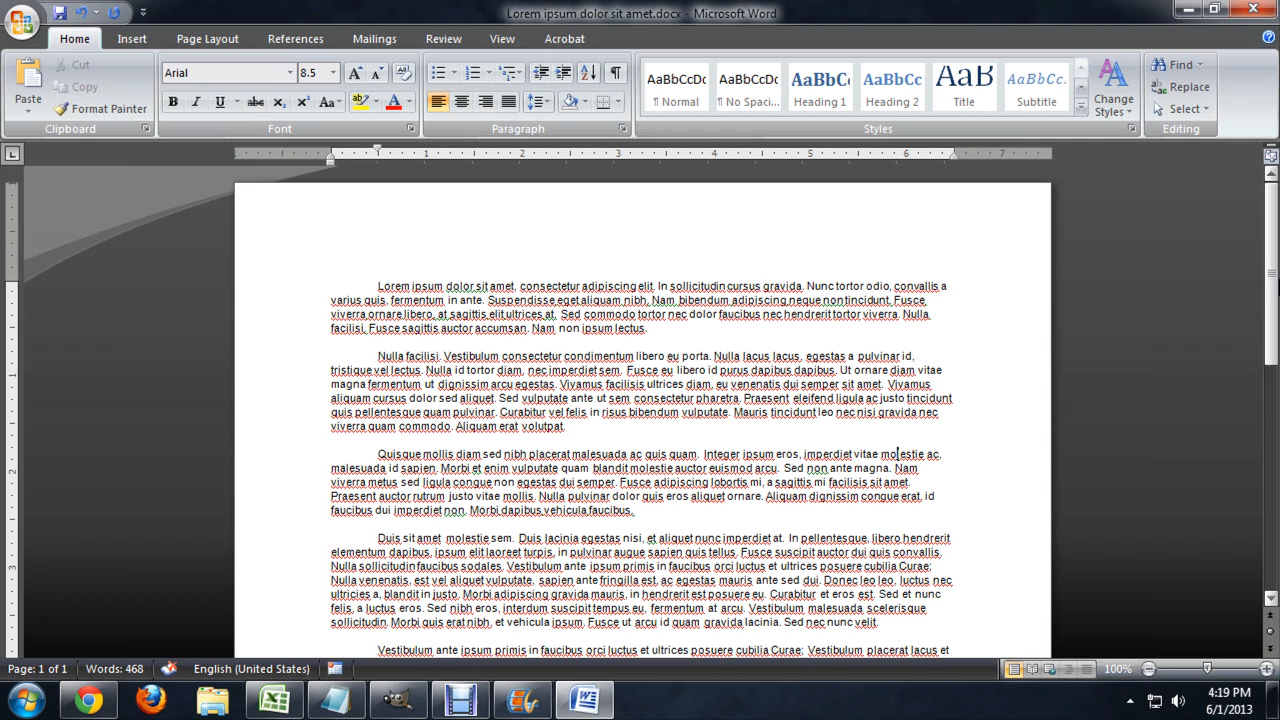 Lorem ipsum dolor sit amet.docx - Microsoft Word
Home Insert Page Layout References Mailings Review View Acrobat
Paste Cut Copy Format Painter Clipboard
Arial 8.5 Font
Paragraph
AaBbCcDc ¶ Normal AaBbCcDc ¶ No Spaci... AaBbCc Heading 1 AaBbCc Heading 2 AaB Title AaBbCc. Subtitle Change Styles Styles
Find Replace Select Editing
1 2 3 4 5 6 7
Lorem ipsum dolor sit amet, consectetur adipiscing elit. In sollicitudin cursus gravida. Nunc tortor odio, convallis a
varius quis, fermentum in ante. Suspendisse eget aliquam nibh. Nam bibendum adipiscing neque non tincidunt. Fusce
viverra ornare libero, at sagittis elit ultrices at. Sed commodo tortor nec dolor faucibus nec hendrerit tortor viverra. Nulla
facilisi. Fusce sagittis auctor accumsan. Nam non ipsum lectus.
Nulla facilisi. Vestibulum consectetur condimentum libero eu porta. Nulla lacus lacus, egestas a pulvinar id,
tristique vel lectus. Nulla id tortor diam, nec imperdiet sem. Fusce eu libero id purus dapibus dapibus. Ut ornare diam vitae
magna fermentum ut dignissim arcu egestas. Vivamus facilisis ultrices diam, eu venenatis dui semper sit amet. Vivamus
aliquam cursus dolor sed aliquet. Sed vulputate ante ut sem consectetur pharetra. Praesent eleifend ligula ac justo tincidunt
quis pellentesque quam pulvinar. Curabitur vel felis in risus bibendum vulputate. Mauris tincidunt leo nec nisi gravida nec
viverra quam commodo. Aliquam erat volutpat.
Quisque mollis diam sed nibh placerat malesuada ac quis quam. Integer ipsum eros, imperdiet vitae molestie ac,
malesuada id sapien. Morbi et enim vulputate quam blandit molestie auctor euismod arcu. Sed non ante magna. Nam
viverra metus sed ligula congue non egestas dui semper. Fusce adipiscing lobortis mi, a sagittis mi facilisis sit amet.
Praesent auctor rutrum justo vitae mollis. Nulla pulvinar dolor quis eros aliquet ornare. Aliquam dignissim congue erat, id
faucibus dui imperdiet non. Morbi dapibus vehicula faucibus.
Duis sit amet molestie sem. Duis lacinia egestas nisi, et aliquet nunc imperdiet at. In pellentesque, libero hendrerit
elementum dapibus, ipsum elit laoreet turpis, in pulvinar augue sapien quis tellus. Fusce suscipit auctor dui quis convallis.
Nulla sollicitudin faucibus sodales. Vestibulum ante ipsum primis in faucibus orci luctus et ultrices posuere cubilia Curae;
Nulla venenatis, est vel aliquet vulputate, sapien ante fringilla est, ac egestas mauris ante sed dui. Donec leo leo, luctus nec
ultricies a, blandit in justo. Morbi adipiscing gravida mauris, in hendrerit est posuere eu. Curabitur et eros est. Sed et nunc
felis, a luctus eros. Sed nibh eros, interdum suscipit tempus eu, fermentum at arcu. Vestibulum malesuada scelerisque
sollicitudin. Morbi quis erat nibh, et vehicula ipsum. Fusce ut arcu id quam gravida lacinia. Sed nec nunc velit.
Vestibulum ante ipsum primis in faucibus orci luctus et ultrices posuere cubilia Curae; Vestibulum placerat lacus et
1
2
3
Page: 1 of 1 Words: 468 English (United States) 100%
4:19 PM
6/1/2013